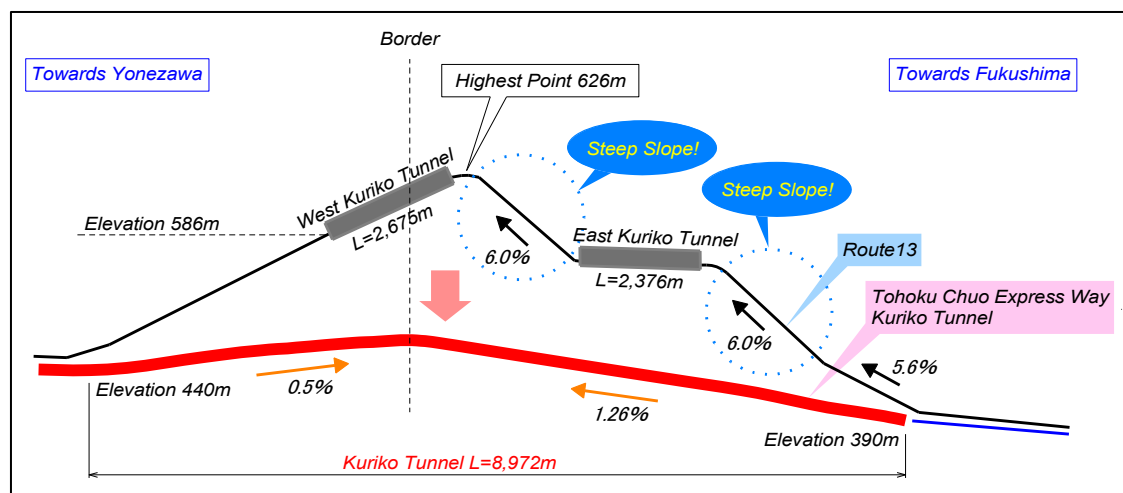 Border
Towards Yonezawa
Highest Point 626m
Towards Fukushima
Steep Slope!
Steep Slope!
West Kuriko Tunnel
L=2,675m
Elevation 586m
6.0%
East Kuriko Tunnel
L=2,376m
Route13
Tohoku Chuo Express Way
Kuriko Tunnel
6.0%
5.6%
Elevation 440m
0.5%
1.26%
Elevation 390m
Kuriko Tunnel L=8,972m